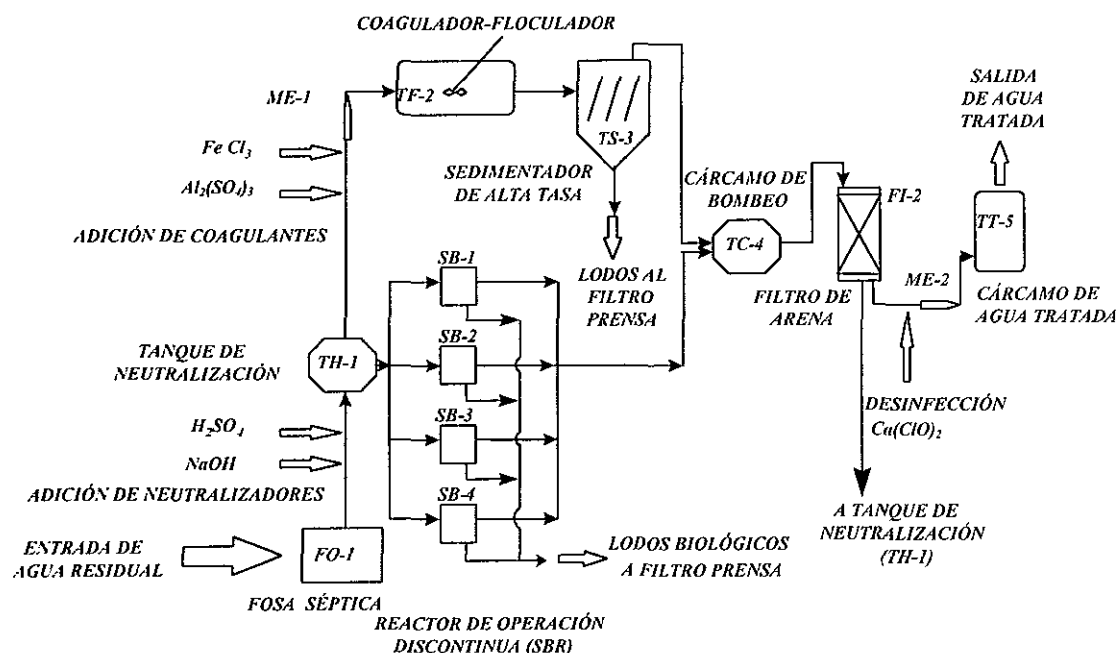 COAGULADOR-FLOCULADOR
ME-1
TF-2
TS-3
SALIDA
DE AGUA
TRATADA
Fe Cl3
Al2(SO4)3
SEDIMENTADOR
DE ALTA TASA
CÁRCAMO DE
BOMBEO
FI-2
TT-5
ADICIÓN DE COAGULANTES
TC-4
SB-1
LODOS AL
FILTRO
PRENSA
FILTRO DE
ARENA
ME-2
CÁRCAMO DE
AGUA TRATADA
TANQUE DE
NEUTRALIZACIÓN
TH-1
SB-2
DESINFECCIÓN
Ca(ClO)2
H2SO4
NaOH
SB-3
ADICIÓN DE NEUTRALIZADORES
SB-4
A TANQUE DE
NEUTRALIZACIÓN
(TH-1)
ENTRADA DE
AGUA RESIDUAL
FO-1
LODOS BIOLÓGICOS
A FILTRO PRENSA
FOSA SÉPTICA
REACTOR DE OPERACIÓN
DISCONTINUA (SBR)